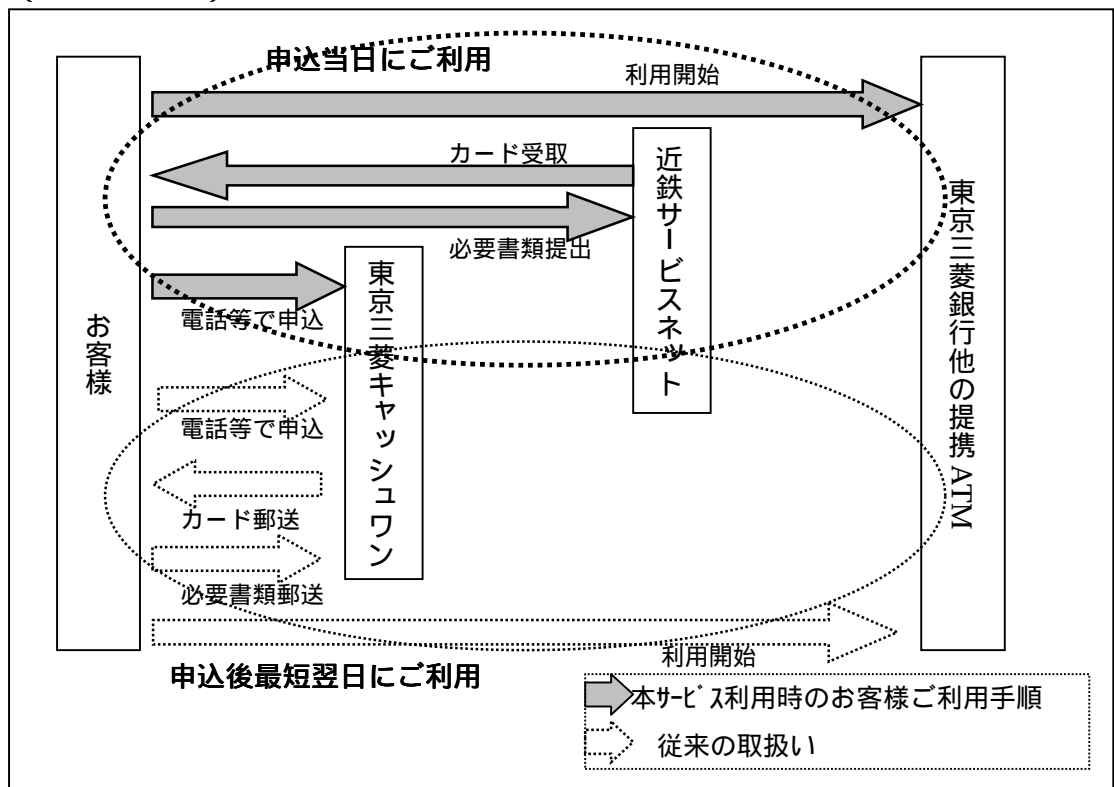 申込当日にご利用
利用開始
カード受取
必要書類提出
電話等で申込
お客様
東京三菱キャッシュワン
近鉄サービスネット
東京三菱銀行他の提携ATM
電話等で申込
カード郵送
必要書類郵送
利用開始
申込後最短翌日にご利用
本ｻｰﾋﾞｽ利用時のお客様ご利用手順
従来の取扱い